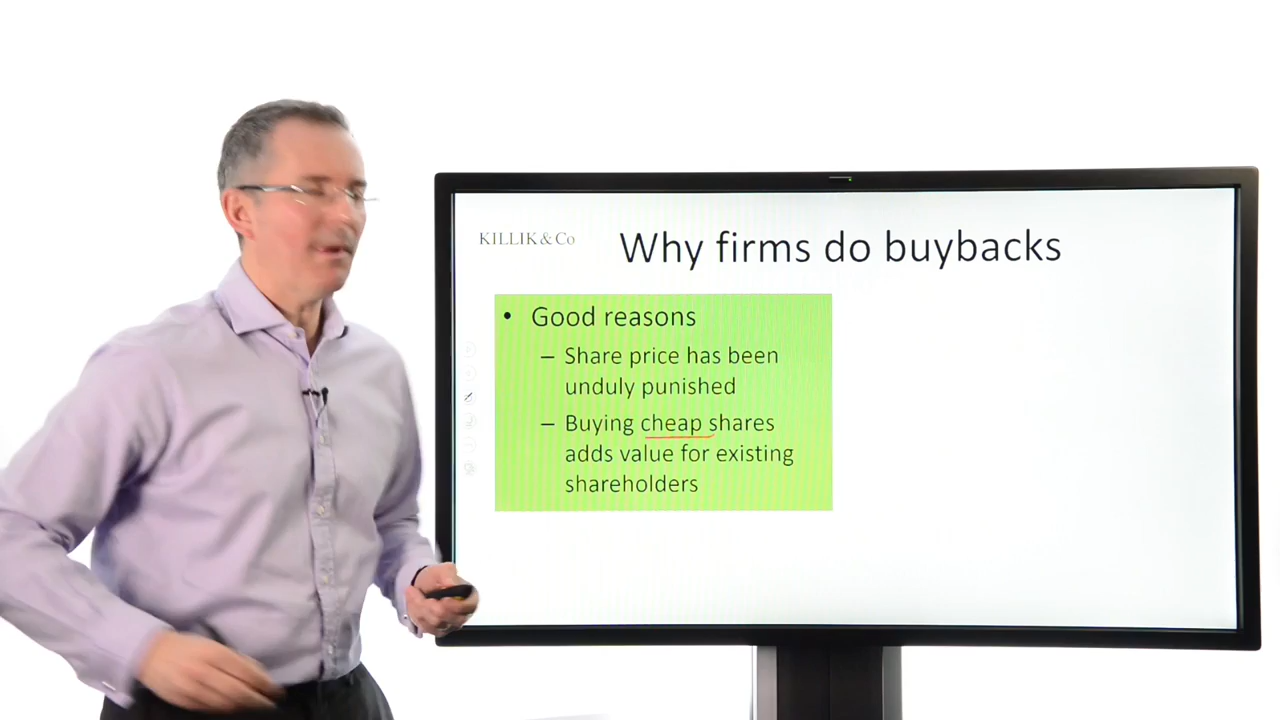 KILLIK & Co
Why firms do buybacks
• Good reasons
– Share price has been
unduly punished
– Buying cheap shares
adds value for existing
shareholders